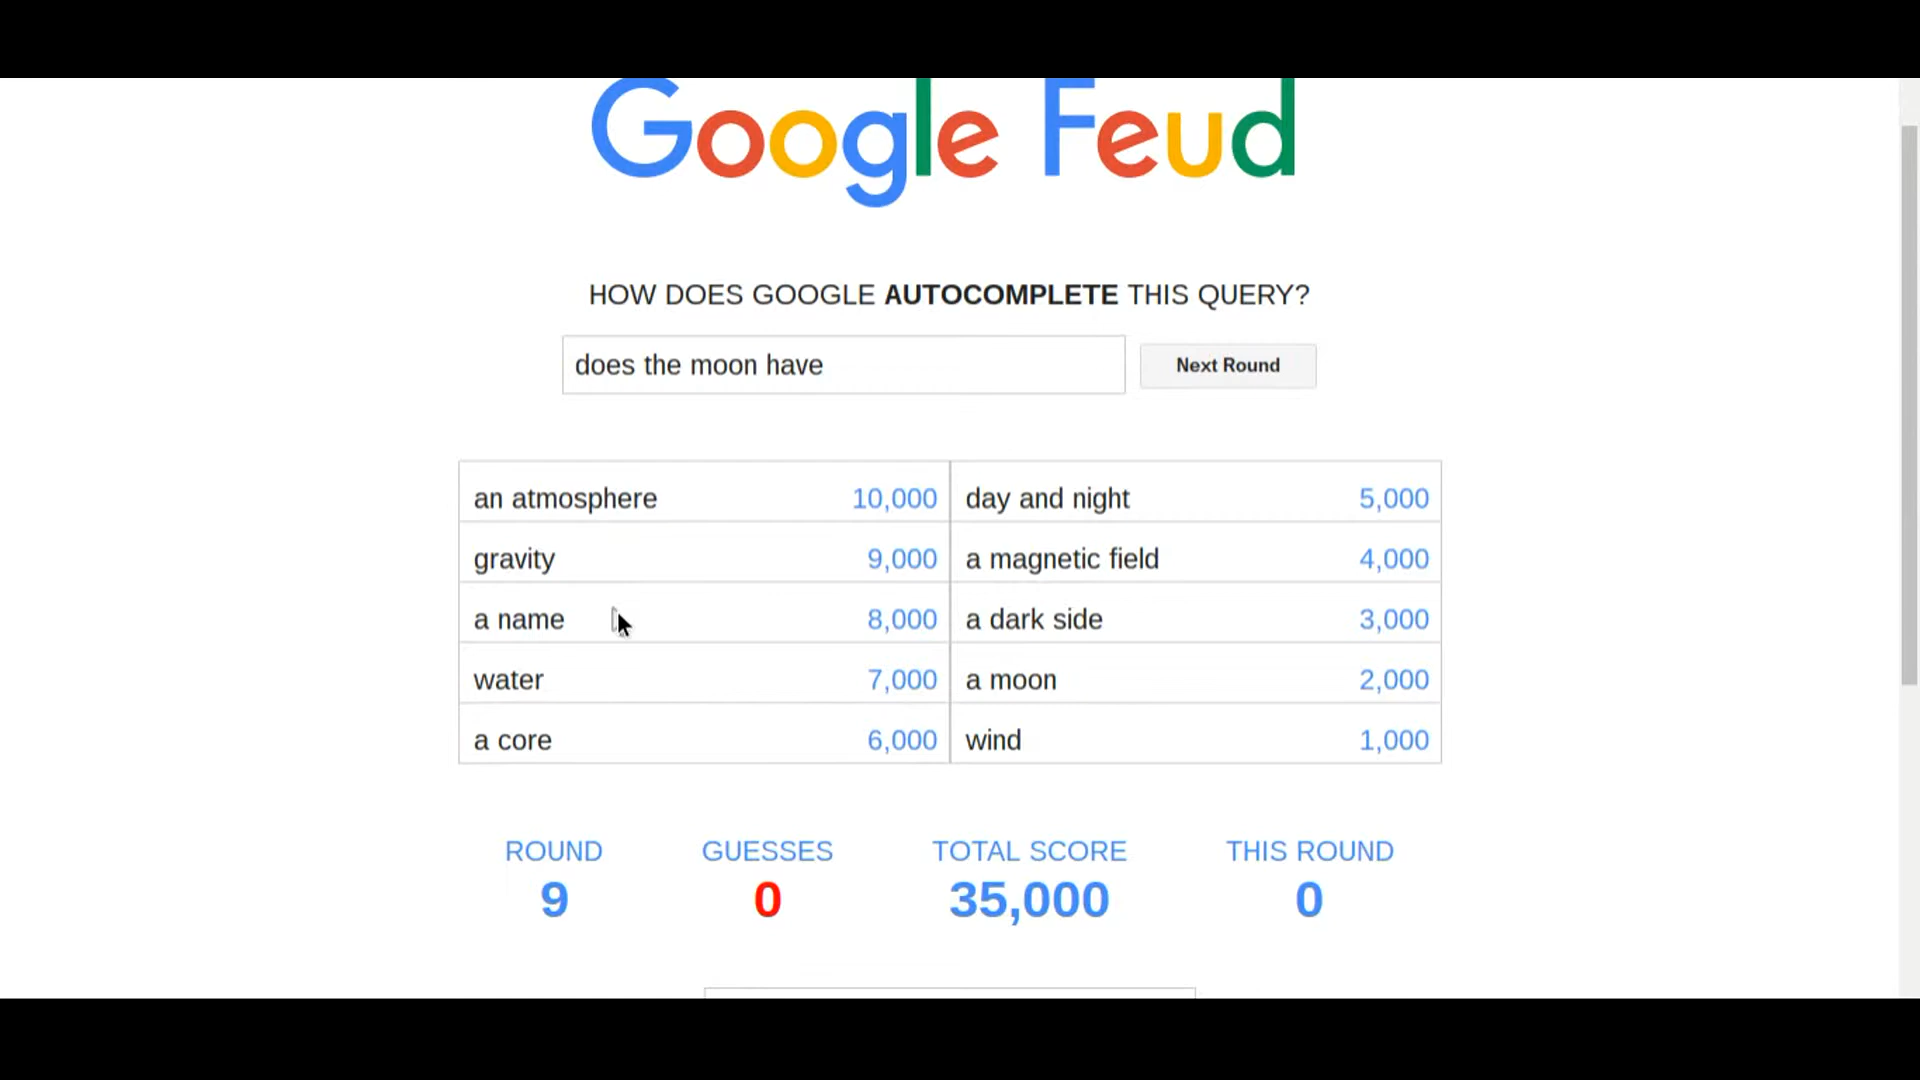 Google Feud
HOW DOES GOOGLE AUTOCOMPLETE THIS QUERY?
does the moon have
Next Round
an atmosphere 10,000 day and night 5,000
gravity 9,000 a magnetic field 4,000
a name 8,000 a dark side 3,000
water 7,000 a moon 2,000
a core 6,000 wind 1,000
ROUND GUESSES TOTAL SCORE THIS ROUND
9 0 35,000 0